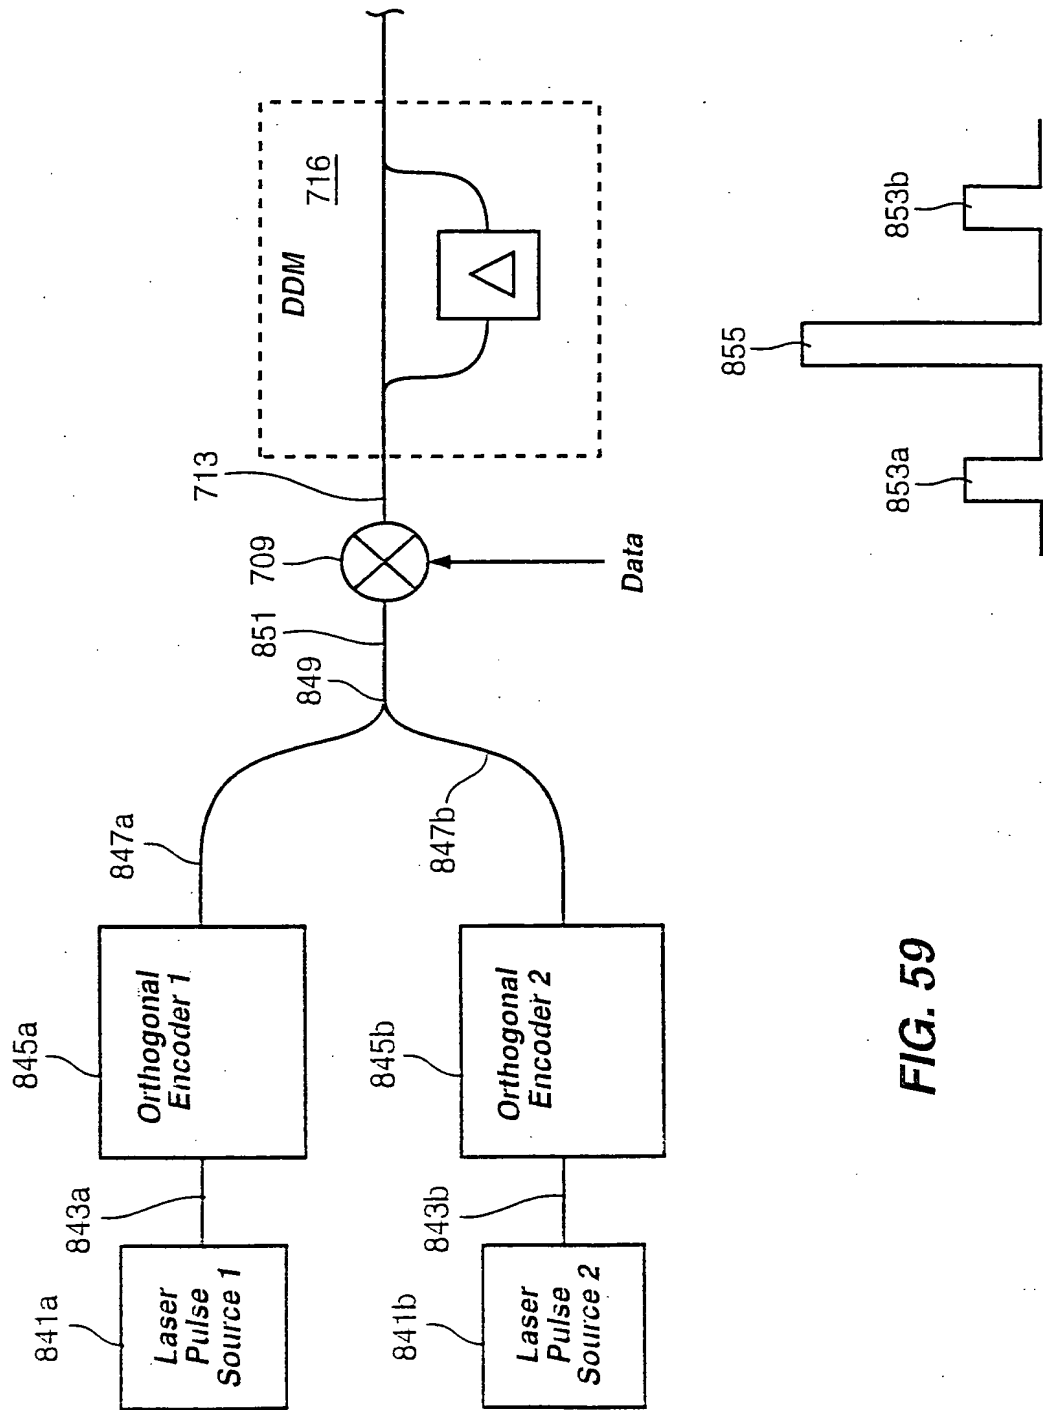 841a
Laser
Pulse
Source 1
843a
845a
Orthogonal
Encoder 1
847a
841b
Laser
Pulse
Source 2
843b
845b
Orthogonal
Encoder 2
847b
849
851
709
Data
713
DDM
716
Δ
853a
855
853b
FIG. 59